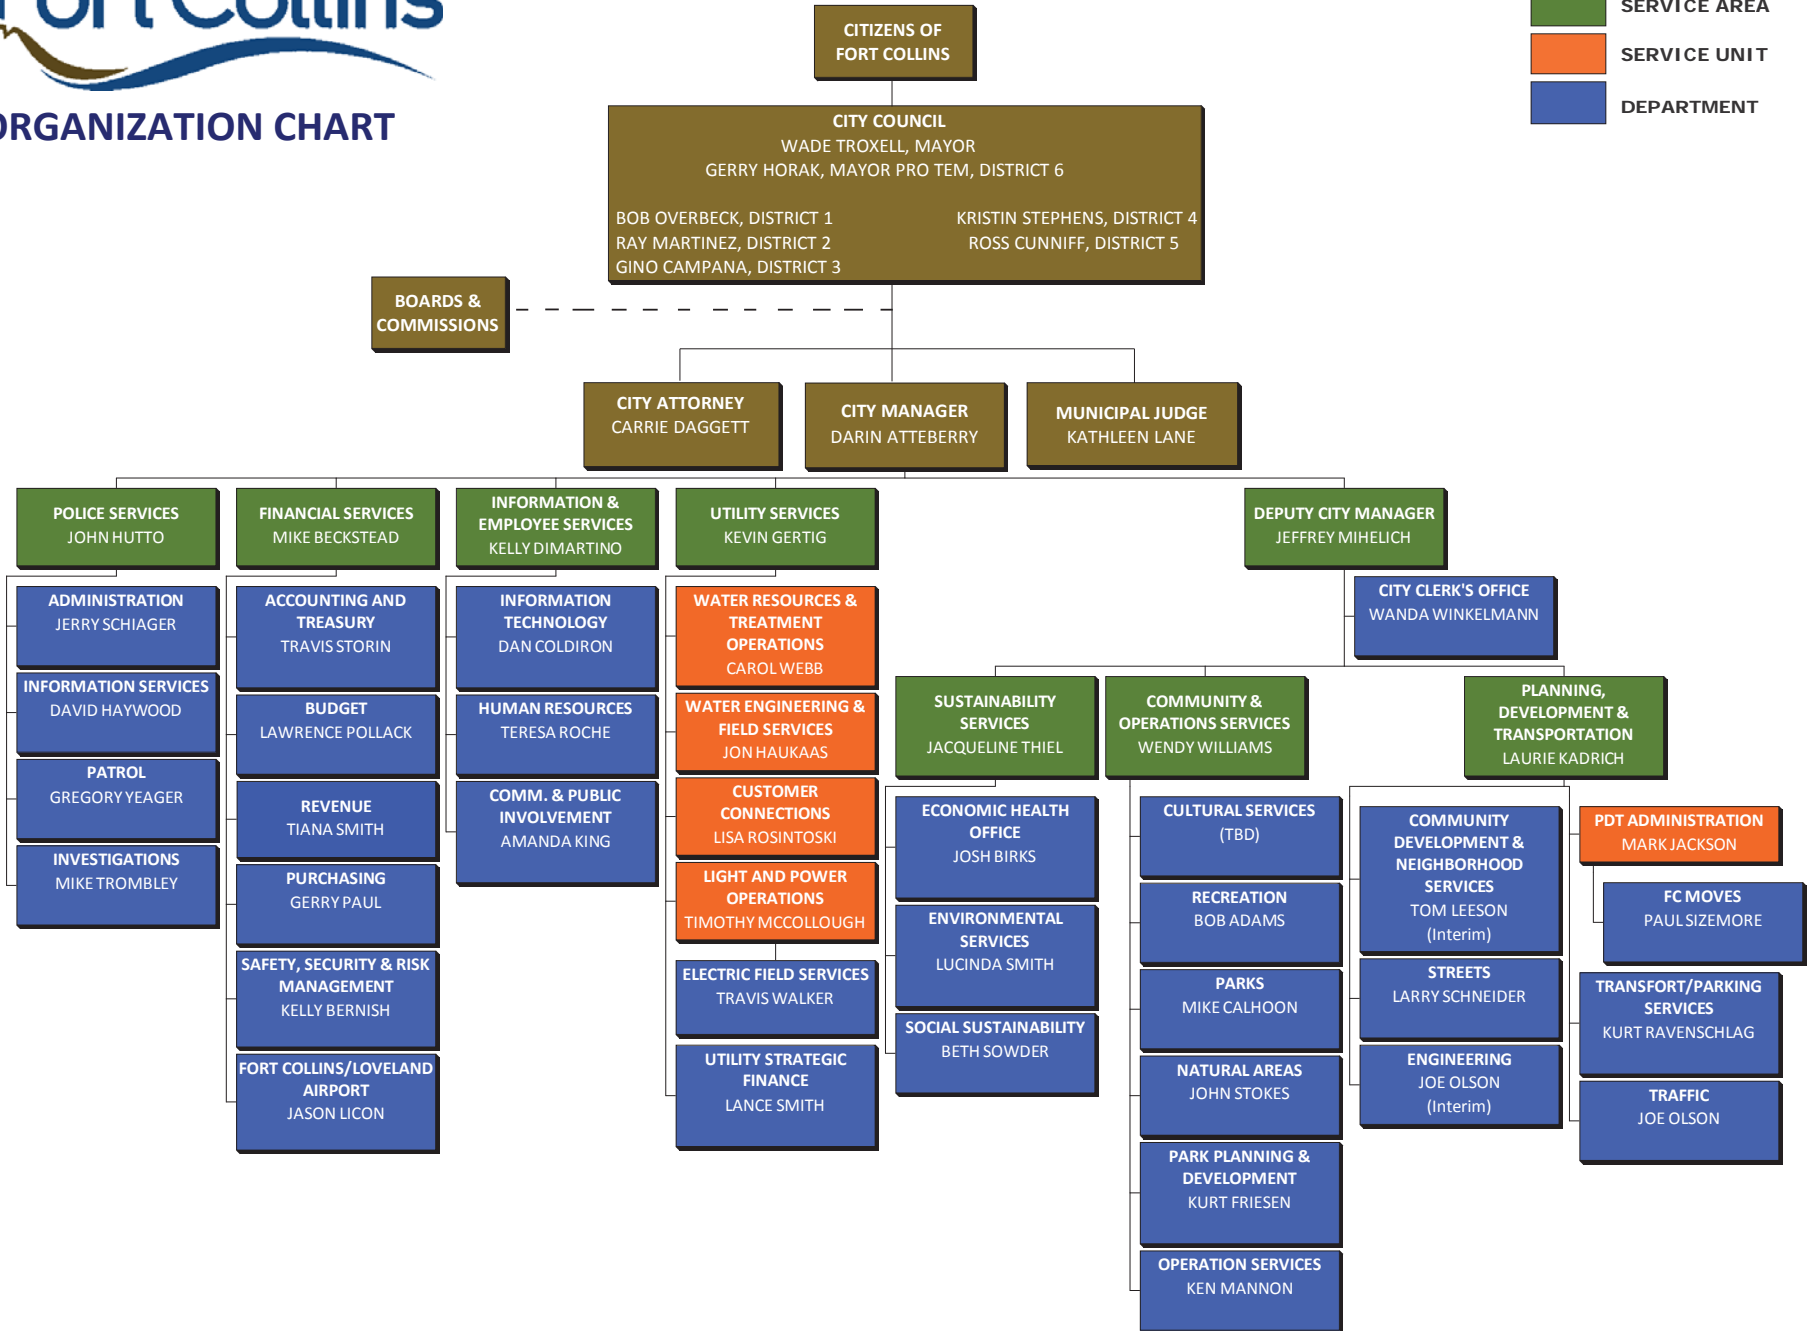 Fort Collins
ORGANIZATION CHART
SERVICE AREA
SERVICE UNIT
DEPARTMENT
CITIZENS OF
FORT COLLINS
CITY COUNCIL
WADE TROXELL, MAYOR
GERRY HORAK, MAYOR PRO TEM, DISTRICT 6
BOB OVERBECK, DISTRICT 1
RAY MARTINEZ, DISTRICT 2
GINO CAMPANA, DISTRICT 3
KRISTIN STEPHENS, DISTRICT 4
ROSS CUNNIFF, DISTRICT 5
BOARDS &
COMMISSIONS
CITY ATTORNEY
CARRIE DAGGETT
CITY MANAGER
DARIN ATTEBERRY
MUNICIPAL JUDGE
KATHLEEN LANE
POLICE SERVICES
JOHN HUTTO
FINANCIAL SERVICES
MIKE BECKSTEAD
INFORMATION &
EMPLOYEE SERVICES
KELLY DIMARTINO
UTILITY SERVICES
KEVIN GERTIG
DEPUTY CITY MANAGER
JEFFREY MIHELICH
ADMINISTRATION
JERRY SCHIAGER
INFORMATION SERVICES
DAVID HAYWOOD
PATROL
GREGORY YEAGER
INVESTIGATIONS
MIKE TROMBLEY
ACCOUNTING AND
TREASURY
TRAVIS STORIN
BUDGET
LAWRENCE POLLACK
REVENUE
TIANA SMITH
PURCHASING
GERRY PAUL
SAFETY, SECURITY & RISK
MANAGEMENT
KELLY BERNISH
FORT COLLINS/LOVELAND
AIRPORT
JASON LICON
INFORMATION
TECHNOLOGY
DAN COLDIRON
HUMAN RESOURCES
TERESA ROCHE
COMM. & PUBLIC
INVOLVEMENT
AMANDA KING
WATER RESOURCES &
TREATMENT
OPERATIONS
CAROL WEBB
WATER ENGINEERING &
FIELD SERVICES
JON HAUKAAS
CUSTOMER
CONNECTIONS
LISA ROSINTOSKI
LIGHT AND POWER
OPERATIONS
TIMOTHY MCCOLLOUGH
ELECTRIC FIELD SERVICES
TRAVIS WALKER
UTILITY STRATEGIC
FINANCE
LANCE SMITH
CITY CLERK'S OFFICE
WANDA WINKELMANN
SUSTAINABILITY
SERVICES
JACQUELINE THIEL
COMMUNITY &
OPERATIONS SERVICES
WENDY WILLIAMS
PLANNING,
DEVELOPMENT &
TRANSPORTATION
LAURIE KADRICH
ECONOMIC HEALTH
OFFICE
JOSH BIRKS
ENVIRONMENTAL
SERVICES
LUCINDA SMITH
SOCIAL SUSTAINABILITY
BETH SOWDER
CULTURAL SERVICES
(TBD)
RECREATION
BOB ADAMS
PARKS
MIKE CALHOON
NATURAL AREAS
JOHN STOKES
PARK PLANNING &
DEVELOPMENT
KURT FRIESEN
OPERATION SERVICES
KEN MANNON
COMMUNITY
DEVELOPMENT &
NEIGHBORHOOD
SERVICES
TOM LEESON
(Interim)
STREETS
LARRY SCHNEIDER
ENGINEERING
JOE OLSON
(Interim)
PDT ADMINISTRATION
MARK JACKSON
FC MOVES
PAUL SIZEMORE
TRANSFORT/PARKING
SERVICES
KURT RAVENSCHLAG
TRAFFIC
JOE OLSON